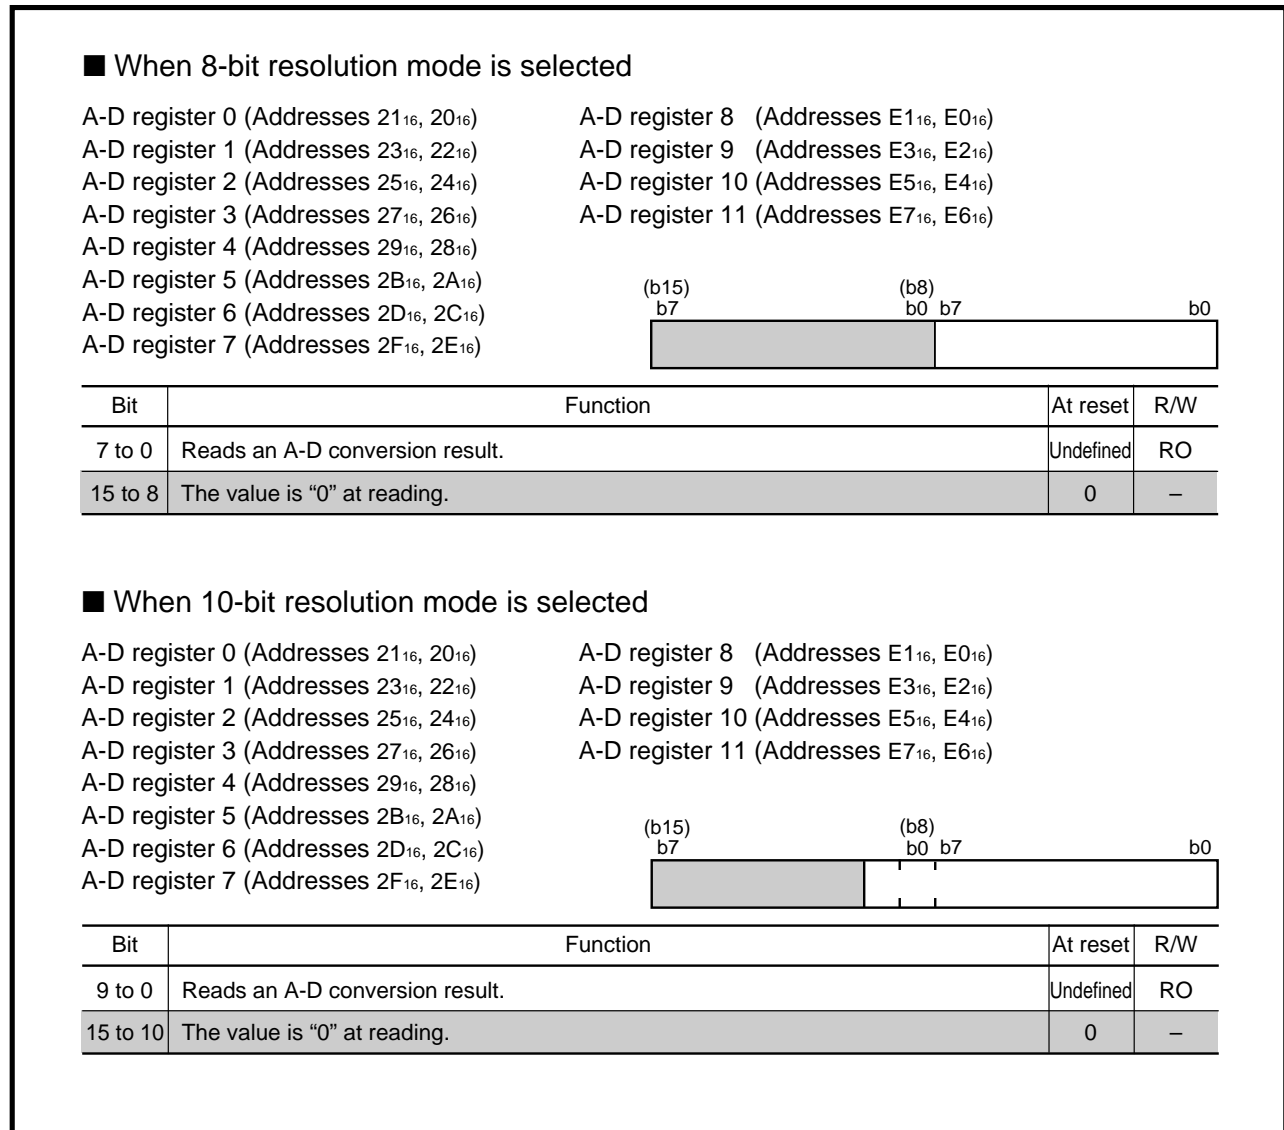 ■ When 8-bit resolution mode is selected
A-D register 0 (Addresses 21₁₆, 20₁₆) A-D register 8 (Addresses E1₁₆, E0₁₆)
A-D register 1 (Addresses 23₁₆, 22₁₆) A-D register 9 (Addresses E3₁₆, E2₁₆)
A-D register 2 (Addresses 25₁₆, 24₁₆) A-D register 10 (Addresses E5₁₆, E4₁₆)
A-D register 3 (Addresses 27₁₆, 26₁₆) A-D register 11 (Addresses E7₁₆, E6₁₆)
A-D register 4 (Addresses 29₁₆, 28₁₆)
A-D register 5 (Addresses 2B₁₆, 2A₁₆)
A-D register 6 (Addresses 2D₁₆, 2C₁₆)
A-D register 7 (Addresses 2F₁₆, 2E₁₆)
(b15) (b8)
b7 b0 b7 b0
Bit Function At reset R/W
7 to 0 Reads an A-D conversion result. Undefined RO
15 to 8 The value is “0” at reading. 0 –
■ When 10-bit resolution mode is selected
A-D register 0 (Addresses 21₁₆, 20₁₆) A-D register 8 (Addresses E1₁₆, E0₁₆)
A-D register 1 (Addresses 23₁₆, 22₁₆) A-D register 9 (Addresses E3₁₆, E2₁₆)
A-D register 2 (Addresses 25₁₆, 24₁₆) A-D register 10 (Addresses E5₁₆, E4₁₆)
A-D register 3 (Addresses 27₁₆, 26₁₆) A-D register 11 (Addresses E7₁₆, E6₁₆)
A-D register 4 (Addresses 29₁₆, 28₁₆)
A-D register 5 (Addresses 2B₁₆, 2A₁₆)
A-D register 6 (Addresses 2D₁₆, 2C₁₆)
A-D register 7 (Addresses 2F₁₆, 2E₁₆)
(b15) (b8)
b7 b0 b7 b0
Bit Function At reset R/W
9 to 0 Reads an A-D conversion result. Undefined RO
15 to 10 The value is “0” at reading. 0 –